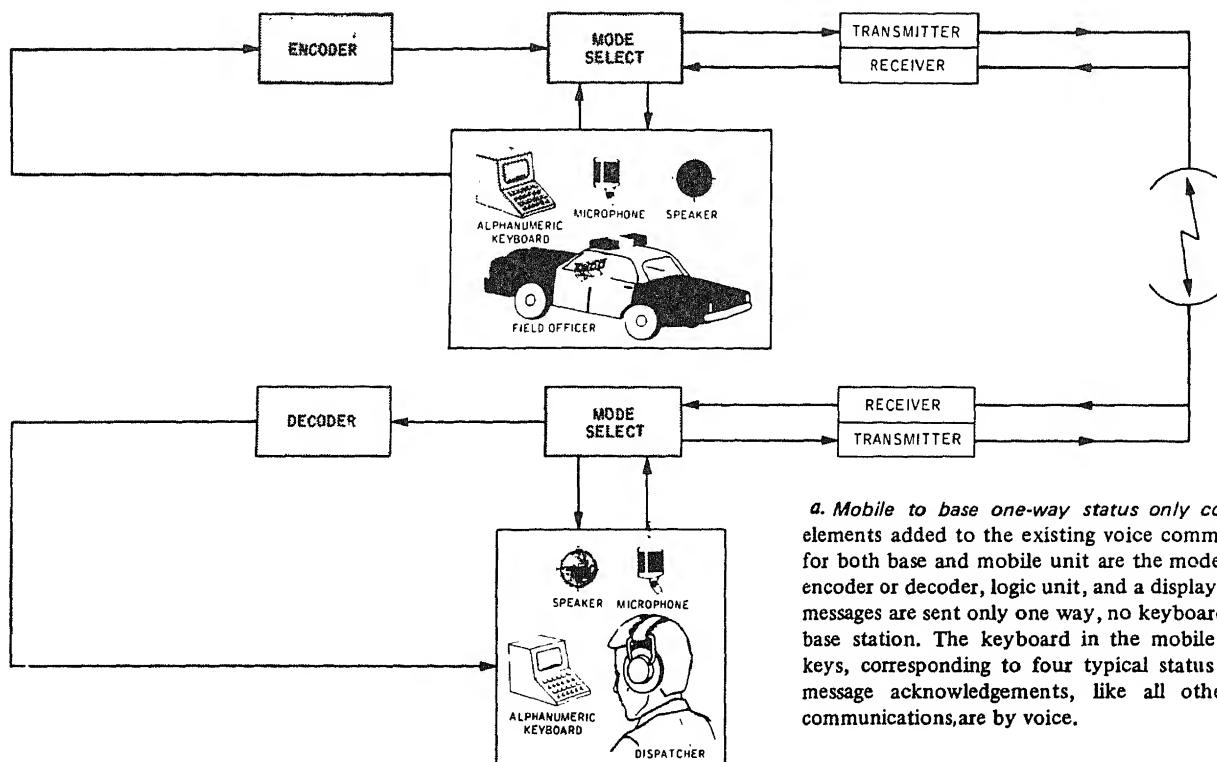 ENCODER
MODE
SELECT
TRANSMITTER
RECEIVER
ALPHANUMERIC
KEYBOARD
MICROPHONE
SPEAKER
FIELD OFFICER
DECODER
MODE
SELECT
RECEIVER
TRANSMITTER
SPEAKER
MICROPHONE
ALPHANUMERIC
KEYBOARD
DISPATCHER
a. Mobile to base one-way status only co
elements added to the existing voice comm
for both base and mobile unit are the mode
encoder or decoder, logic unit, and a display
messages are sent only one way, no keyboar
base station. The keyboard in the mobile
keys, corresponding to four typical status
message acknowledgements, like all othe
communications,are by voice.